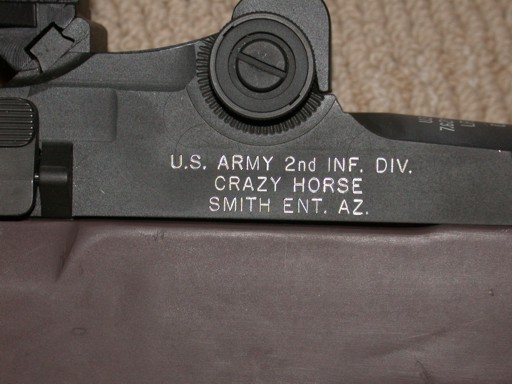 U.S. ARMY 2nd INF. DIV.
CRAZY HORSE
SMITH ENT. AZ.